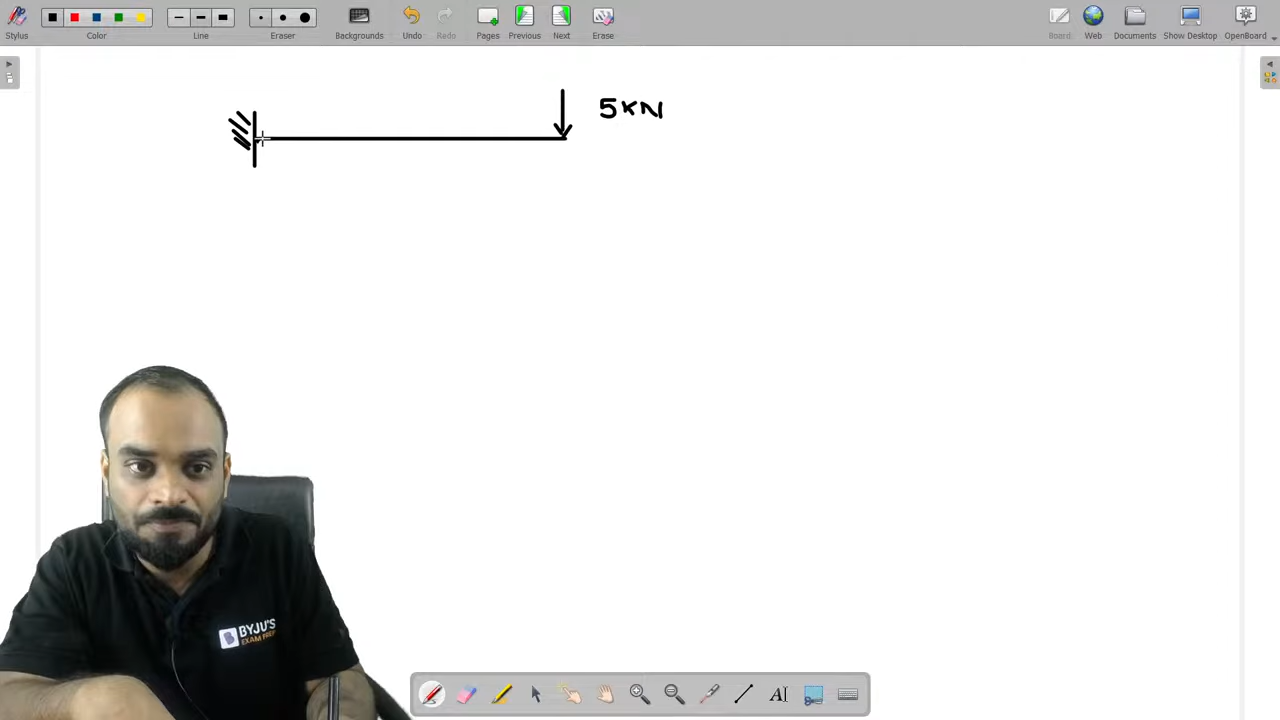 Stylus
Color
Line
Eraser
Backgrounds
Undo
Redo
Pages
Previous
Next
Erase
Board
Web
Documents
Show Desktop
OpenBoard
5KN
BYJU'S
EXAM PREP
AI